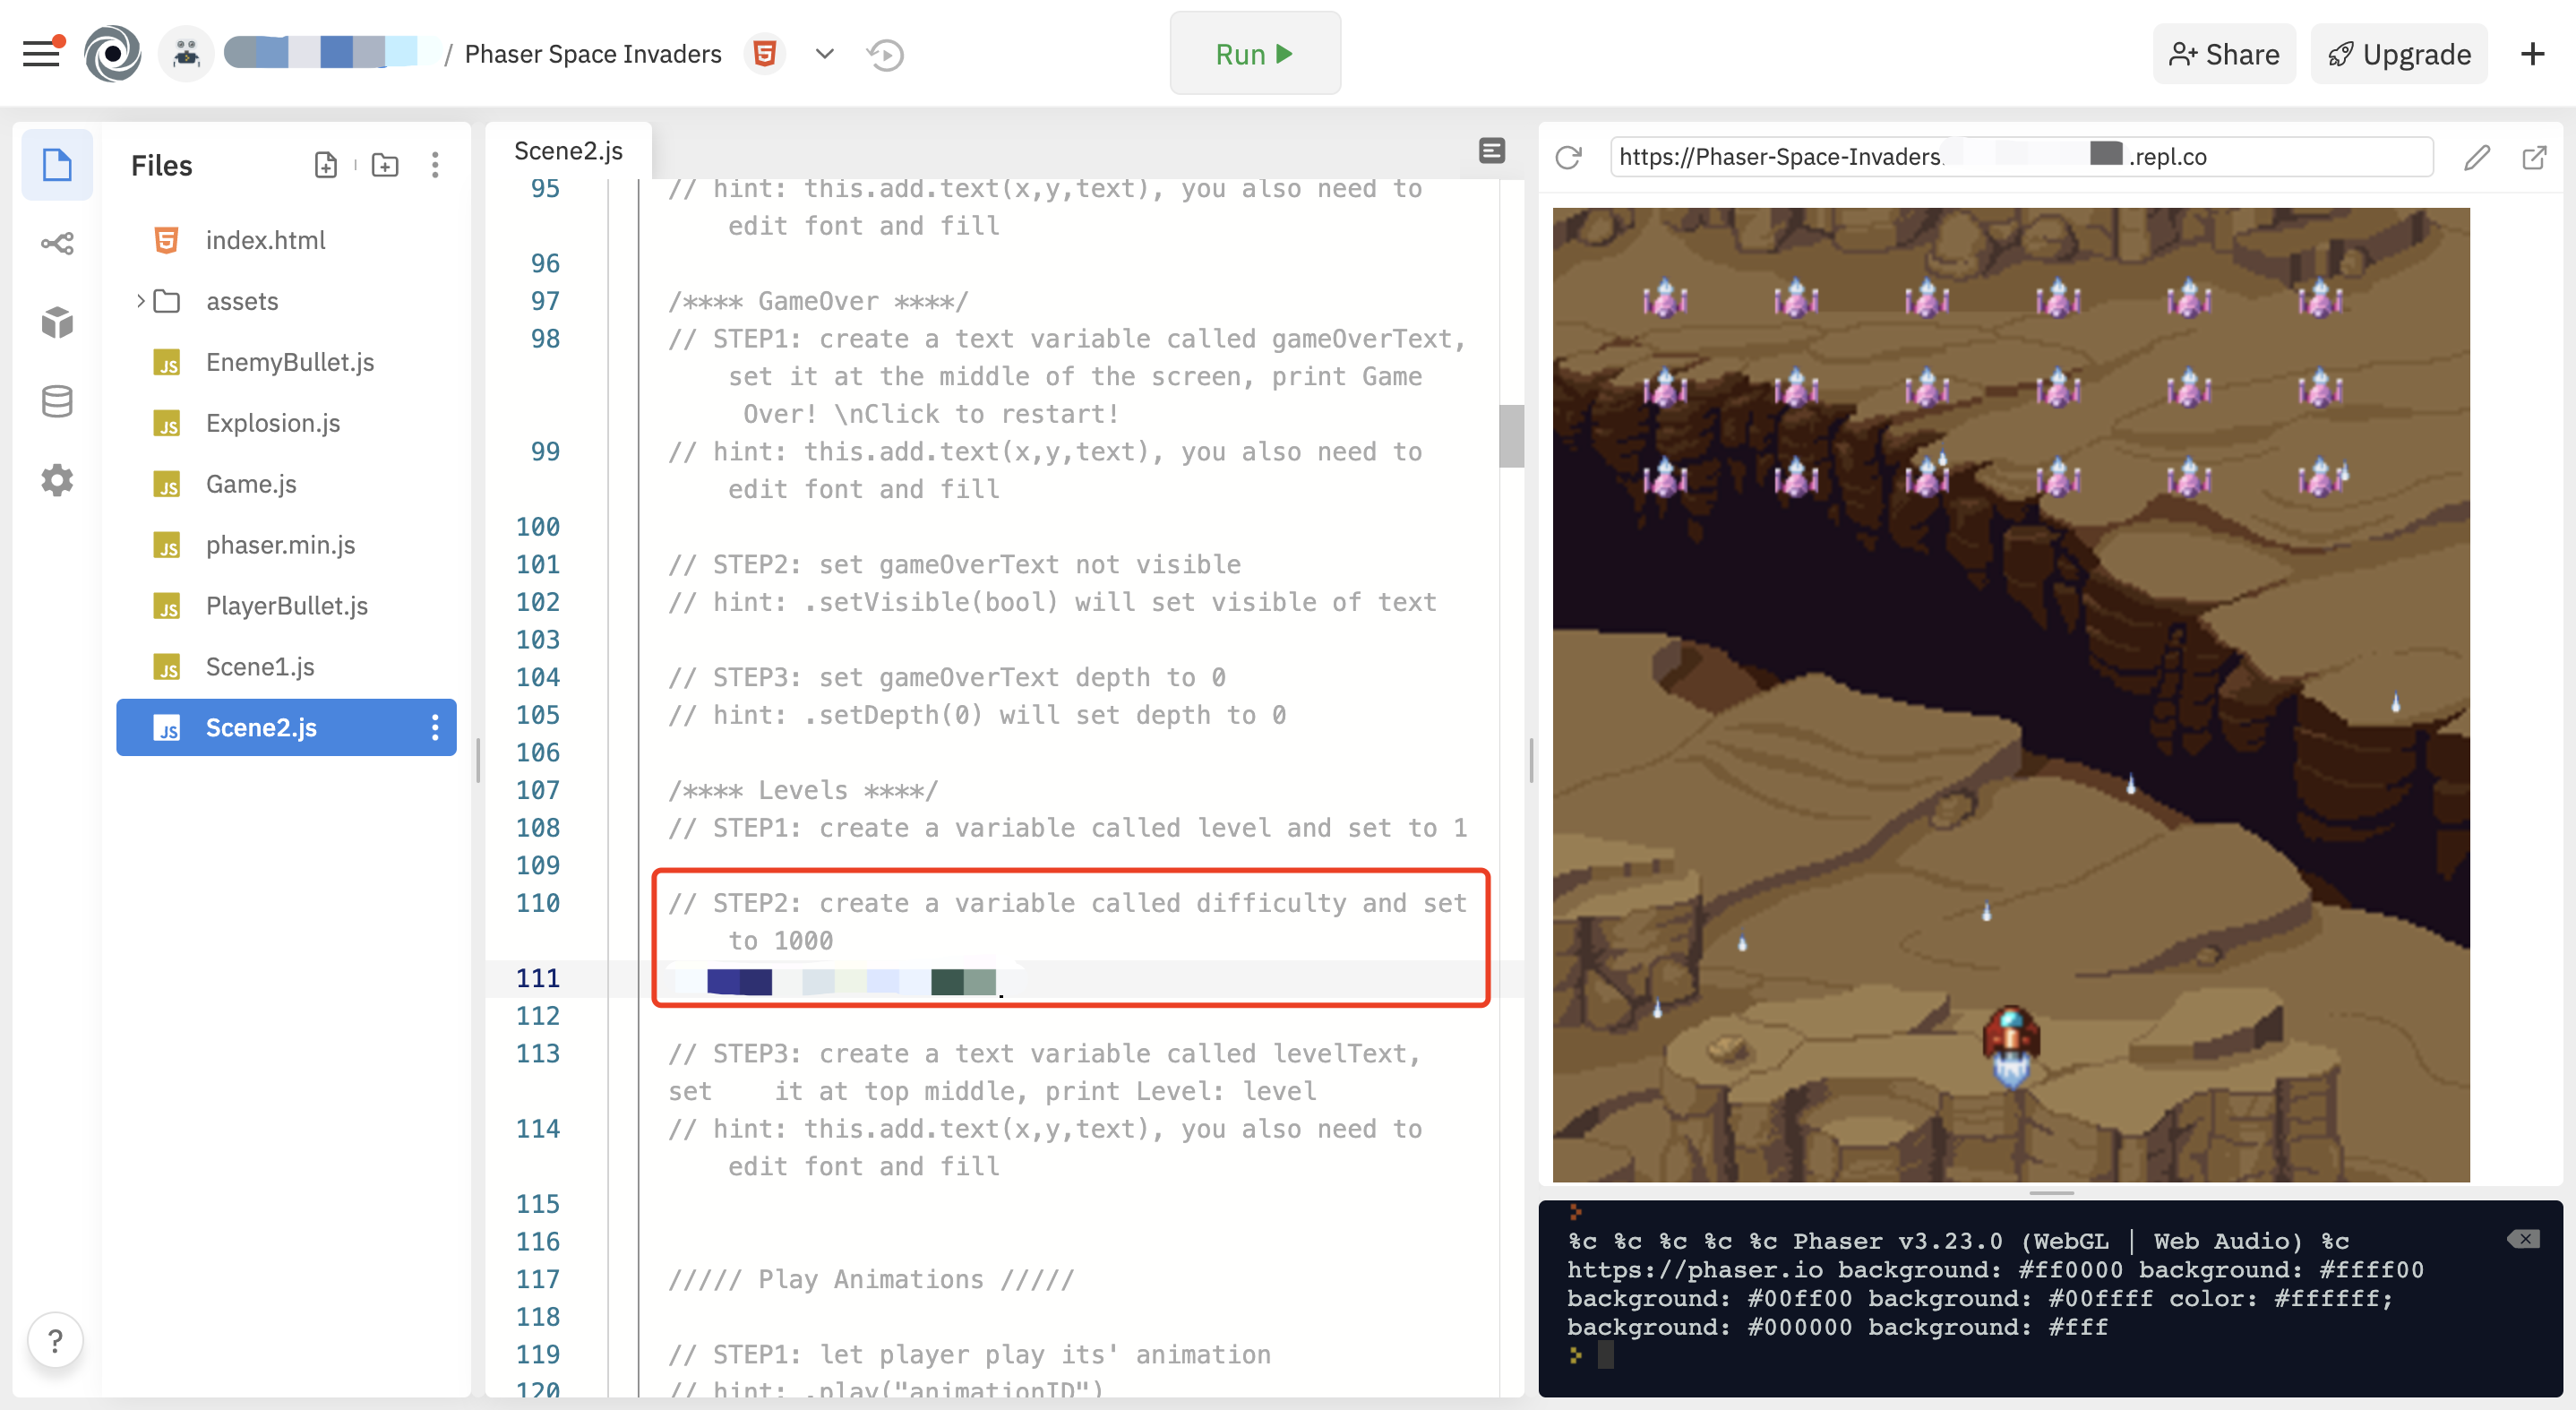 / Phaser Space Invaders
Run
Share
Upgrade
Files
index.html
assets
EnemyBullet.js
Explosion.js
Game.js
phaser.min.js
PlayerBullet.js
Scene1.js
Scene2.js
Scene2.js
95 // hint: this.add.text(x,y,text), you also need to
edit font and fill
96
97 /**** GameOver ****/
98 // STEP1: create a text variable called gameOverText,
set it at the middle of the screen, print Game
Over! \nClick to restart!
99 // hint: this.add.text(x,y,text), you also need to
edit font and fill
100
101 // STEP2: set gameOverText not visible
102 // hint: .setVisible(bool) will set visible of text
103
104 // STEP3: set gameOverText depth to 0
105 // hint: .setDepth(0) will set depth to 0
106
107 /**** Levels ****/
108 // STEP1: create a variable called level and set to 1
109
110 // STEP2: create a variable called difficulty and set
to 1000
111
112
113 // STEP3: create a text variable called levelText,
set    it at top middle, print Level: level
114 // hint: this.add.text(x,y,text), you also need to
edit font and fill
115
116
117 ///// Play Animations /////
118
119 // STEP1: let player play its' animation
120 // hint: .play("animationID")
https://Phaser-Space-Invaders.
.repl.co
%c %c %c %c %c Phaser v3.23.0 (WebGL | Web Audio) %c
https://phaser.io background: #ff0000 background: #ffff00
background: #00ff00 background: #00ffff color: #ffffff;
background: #000000 background: #fff
?